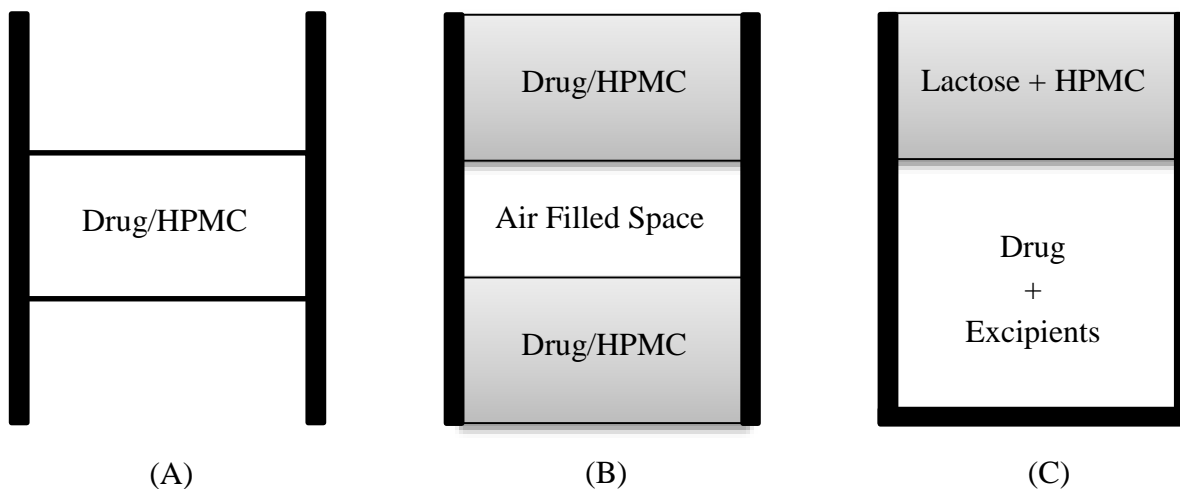 Drug/HPMC
(A)
Drug/HPMC
Air Filled Space
Drug/HPMC
(B)
Lactose + HPMC
Drug
+
Excipients
(C)